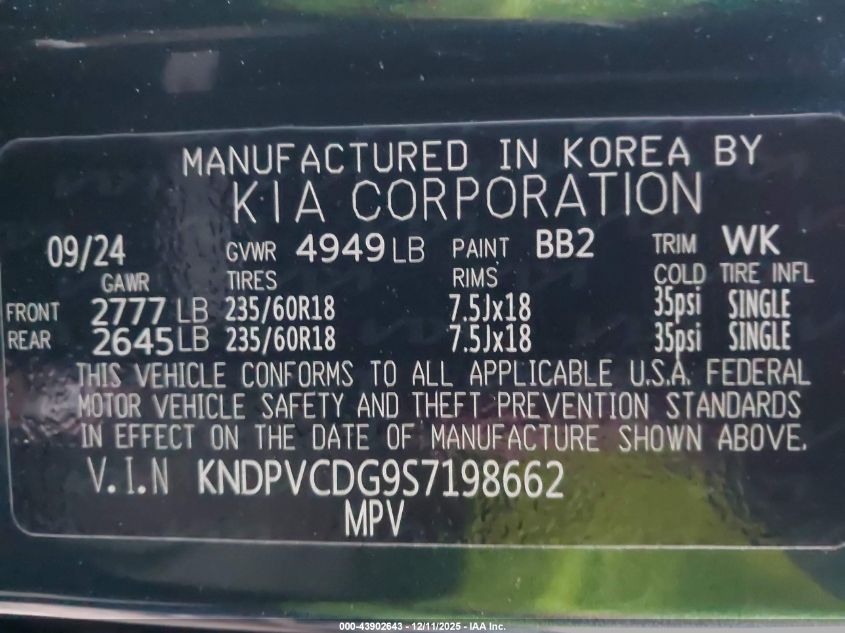 MANUFACTURED IN KOREA BY
KIA CORPORATION
09/24 GVWR 4949 LB PAINT BB2 TRIM WK
GAWR TIRES RIMS COLD TIRE INFL
FRONT 2777 LB 235/60R18 7.5Jx18 35psi SINGLE
REAR 2645 LB 235/60R18 7.5Jx18 35psi SINGLE
THIS VEHICLE CONFORMS TO ALL APPLICABLE U.S.A. FEDERAL
MOTOR VEHICLE SAFETY AND THEFT PREVENTION STANDARDS
IN EFFECT ON THE DATE OF MANUFACTURE SHOWN ABOVE.
V.I.N KNDPVCDG9S7198662
MPV
000-43902643 - 12/11/2025 - IAA Inc.